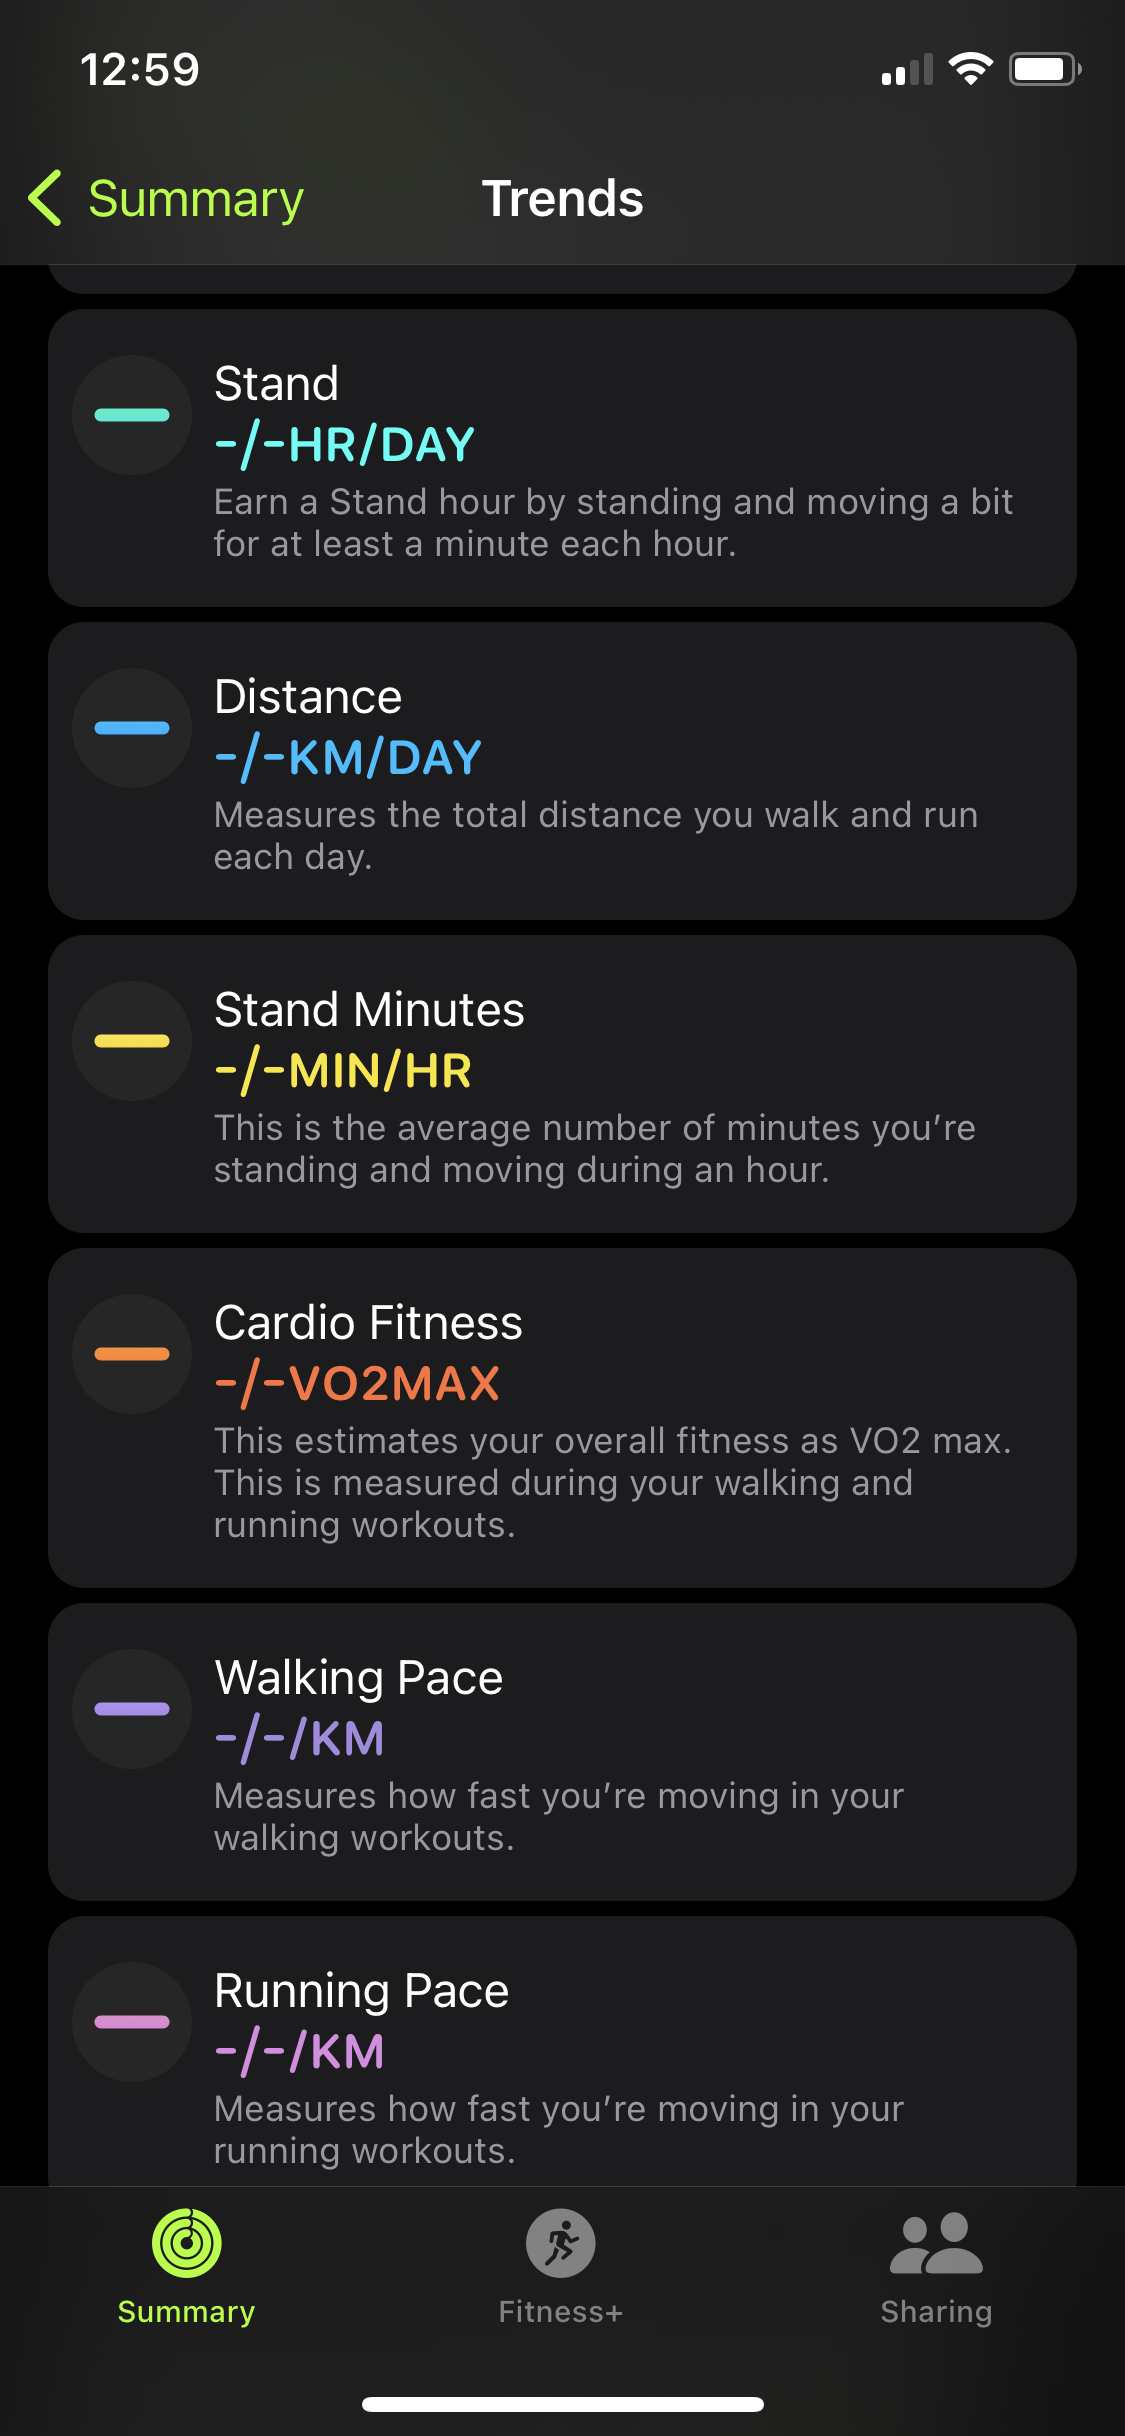 12:59
Summary
Trends
Stand
-/-HR/DAY
Earn a Stand hour by standing and moving a bit
for at least a minute each hour.
Distance
-/-KM/DAY
Measures the total distance you walk and run
each day.
Stand Minutes
-/-MIN/HR
This is the average number of minutes you’re
standing and moving during an hour.
Cardio Fitness
-/-VO2MAX
This estimates your overall fitness as VO2 max.
This is measured during your walking and
running workouts.
Walking Pace
-/-/KM
Measures how fast you’re moving in your
walking workouts.
Running Pace
-/-/KM
Measures how fast you’re moving in your
running workouts.
Summary
Fitness+
Sharing